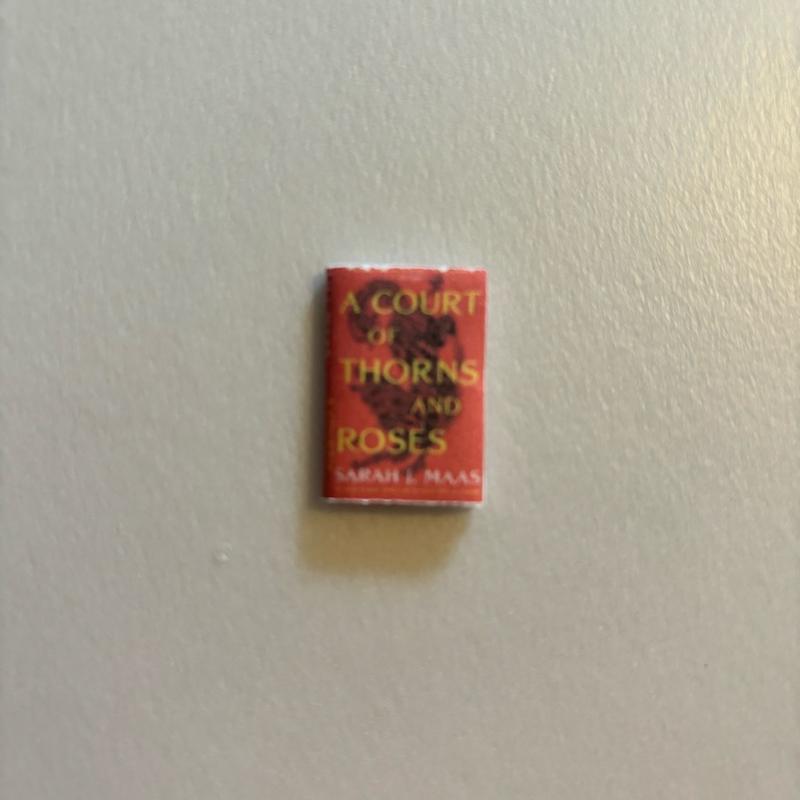 A COURT
OF
THORNS
AND
ROSES
SARAH J. MAAS